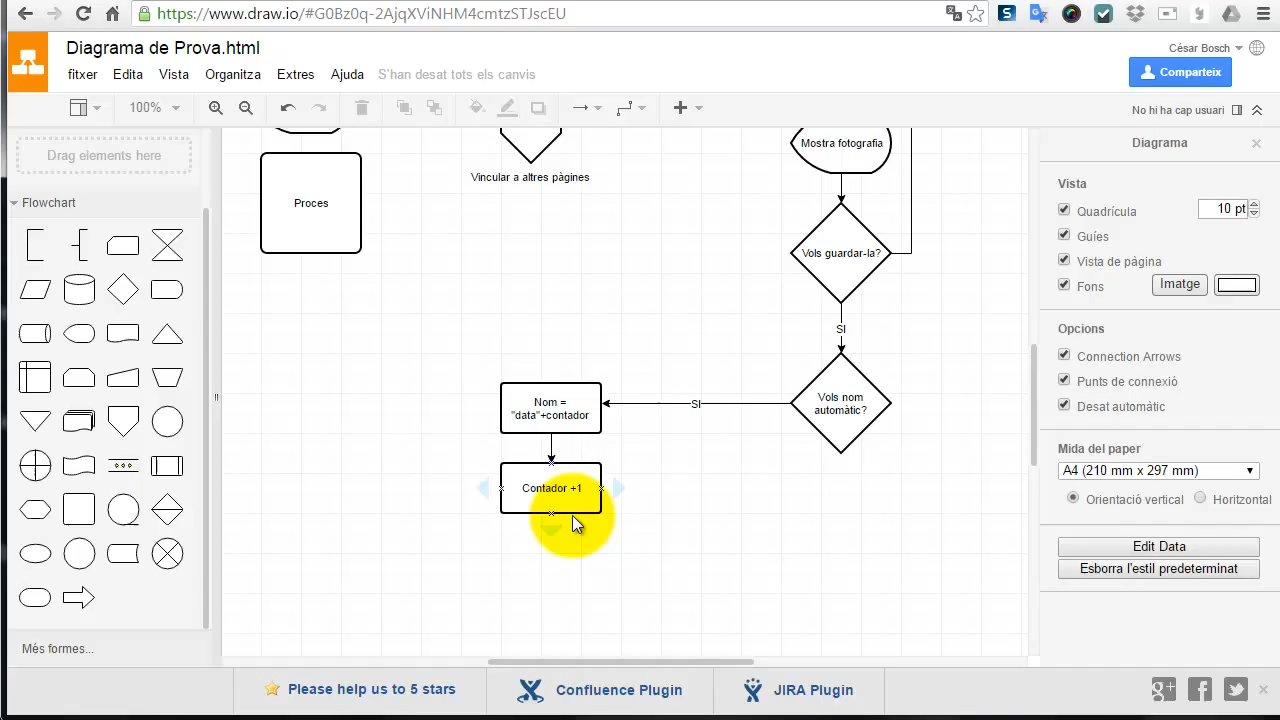 https://www.draw.io/#G0Bz0q-2AjqXViNHM4cmtzSTJscEU
Diagrama de Prova.html
César Bosch
fitxer Edita Vista Organitza Extres Ajuda S'han desat tots els canvis
Comparteix
100%
No hi ha cap usuari
Drag elements here
Flowchart
Més formes...
Proces
Vincular a altres pàgines
Mostra fotografia
Vols guardar-la?
SI
Vols nom
automàtic?
SI
Nom =
"data"+contador
Contador +1
Diagrama
Vista
Quadrícula 10 pt
Guíes
Vista de pàgina
Fons Imatge
Opcions
Connection Arrows
Punts de connexió
Desat automàtic
Mida del paper
A4 (210 mm x 297 mm)
Orientació vertical Horitzontal
Edit Data
Esborra l'estil predeterminat
Please help us to 5 stars
Confluence Plugin
JIRA Plugin